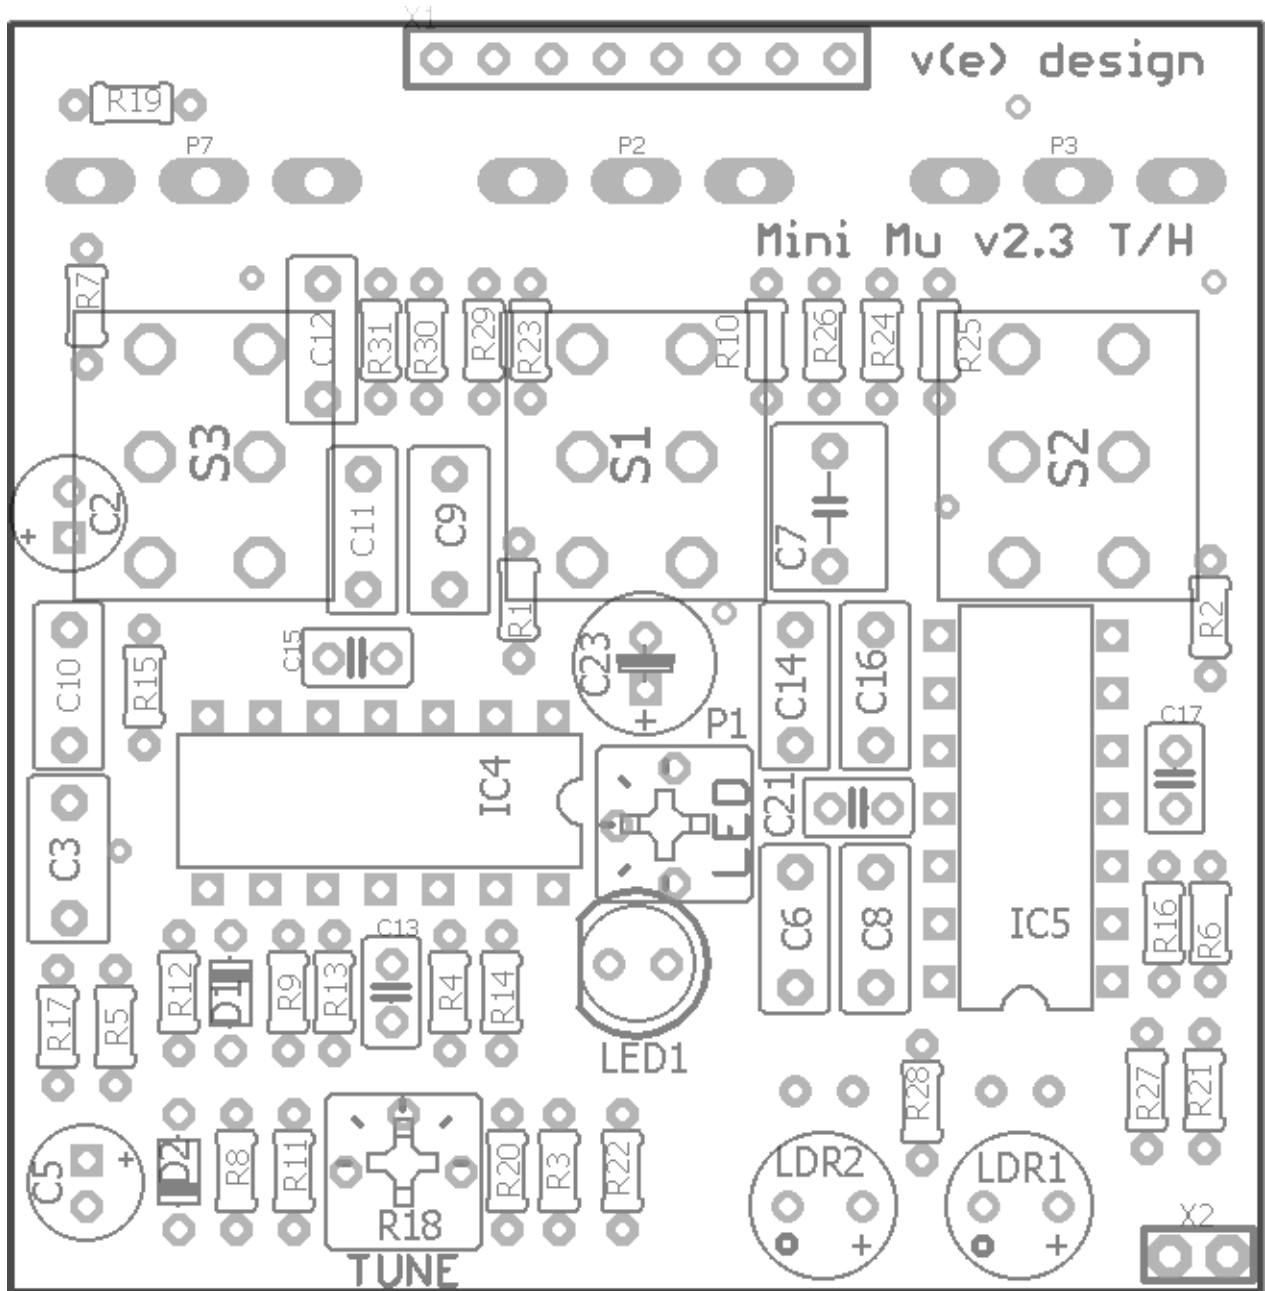 X1
v(e) design
R19
P7
P2
P3
Mini Mu v2.3 T/H
R7
C12
R31
R30
R29
R23
R10
R26
R24
R25
S3
S1
S2
C2
+
C11
C9
C7
R1
R2
C10
R15
C15
C23
+
C14
C16
P1
C17
IC4
LED
C21
C3
C6
C8
IC5
R16
R6
C13
R12
D1
R9
R13
R4
R14
R17
R5
LED1
R28
R27
R21
C5
+
D2
R8
R11
R18
TUNE
R20
R3
R22
LDR2
+
LDR1
+
X2